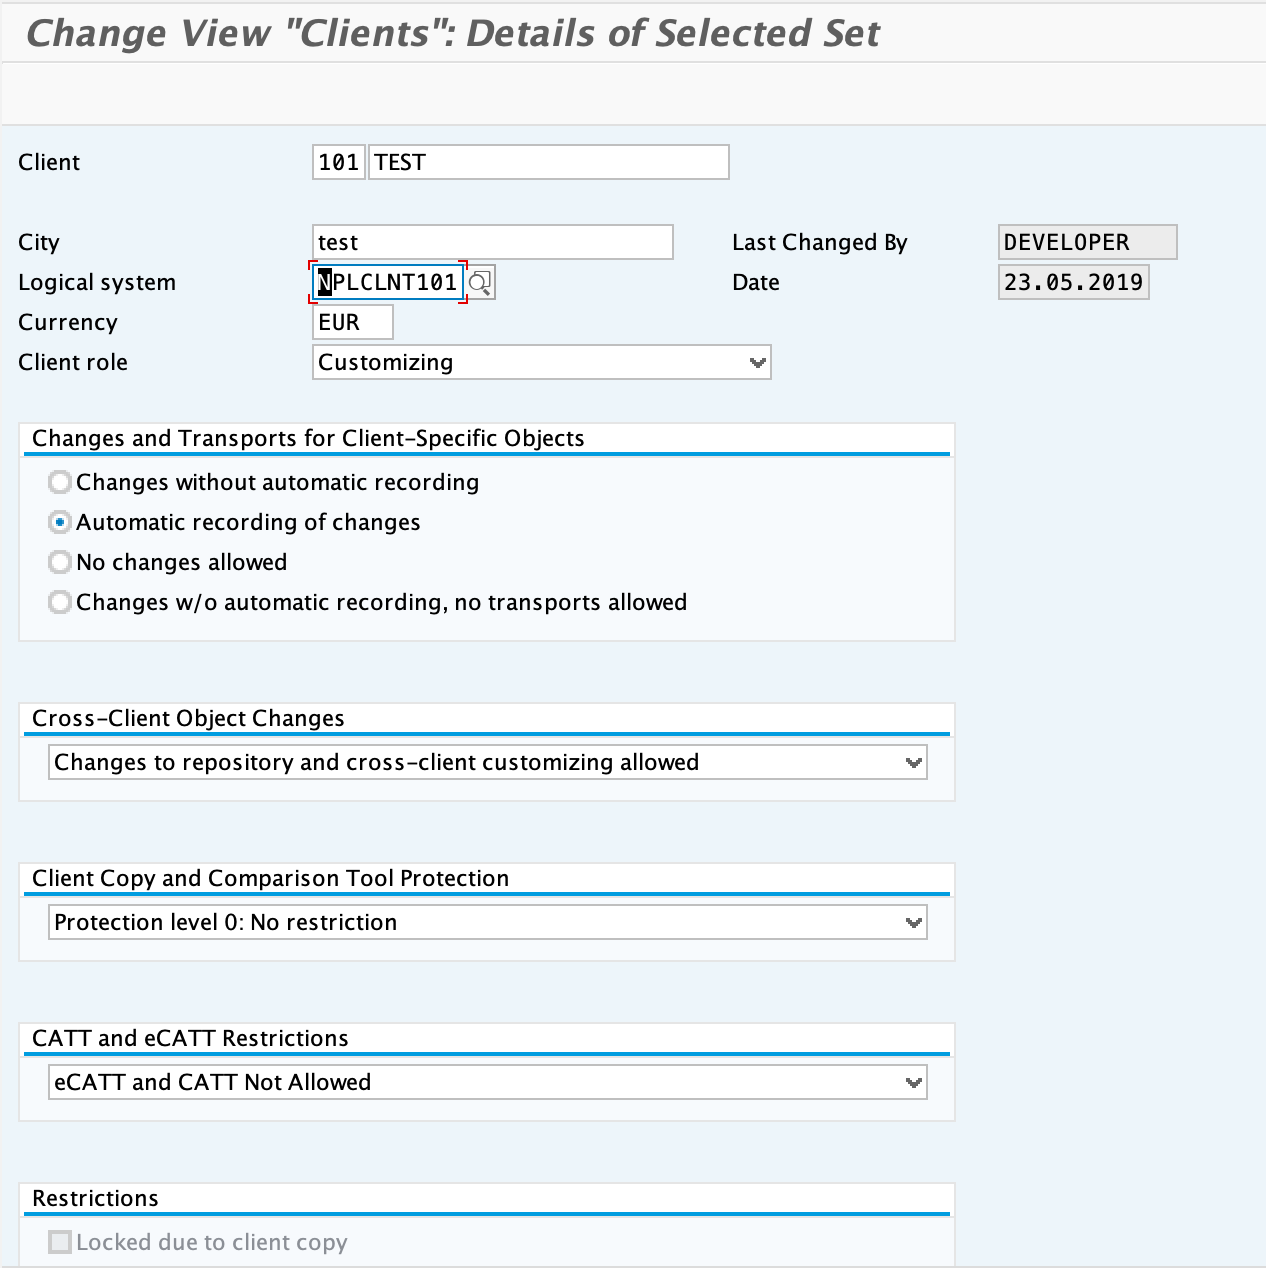 Change View "Clients": Details of Selected Set
Client 101 TEST
City test Last Changed By DEVELOPER
Logical system NPLCLNT101 Date 23.05.2019
Currency EUR
Client role Customizing
Changes and Transports for Client-Specific Objects
Changes without automatic recording
Automatic recording of changes
No changes allowed
Changes w/o automatic recording, no transports allowed
Cross-Client Object Changes
Changes to repository and cross-client customizing allowed
Client Copy and Comparison Tool Protection
Protection level 0: No restriction
CATT and eCATT Restrictions
eCATT and CATT Not Allowed
Restrictions
Locked due to client copy